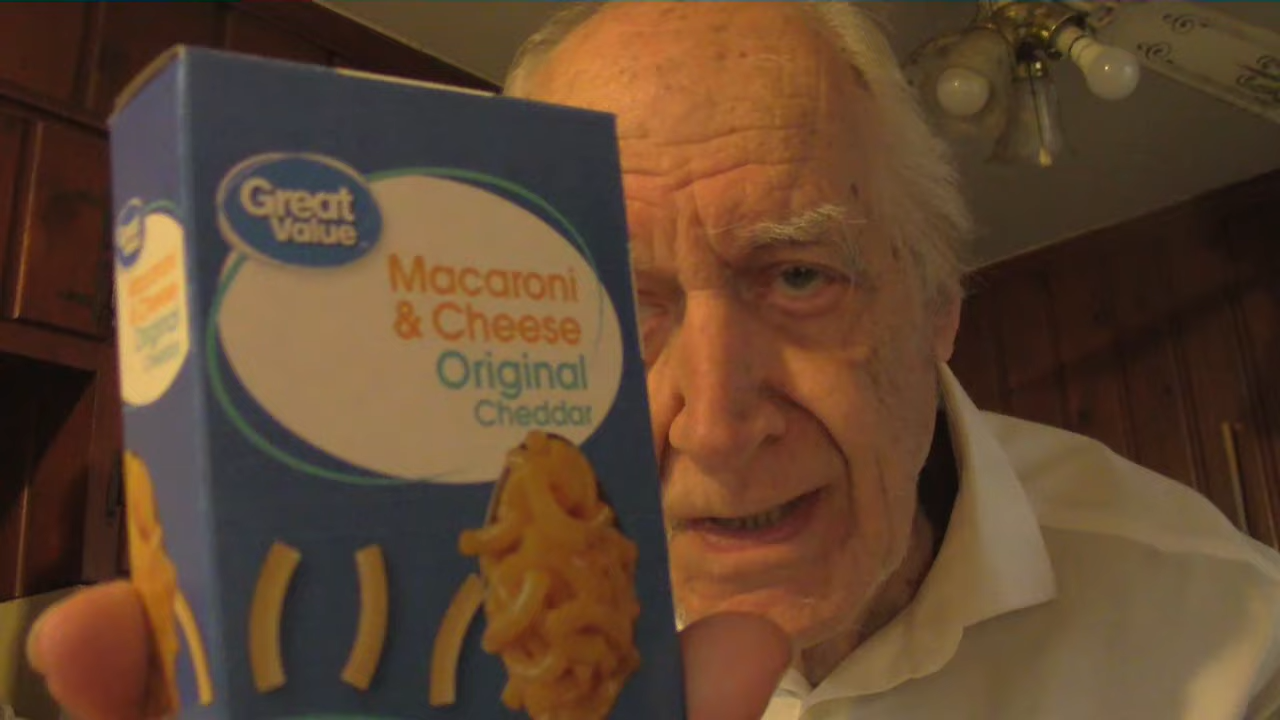 Great
Value
Macaroni
& Cheese
Original
Cheddar